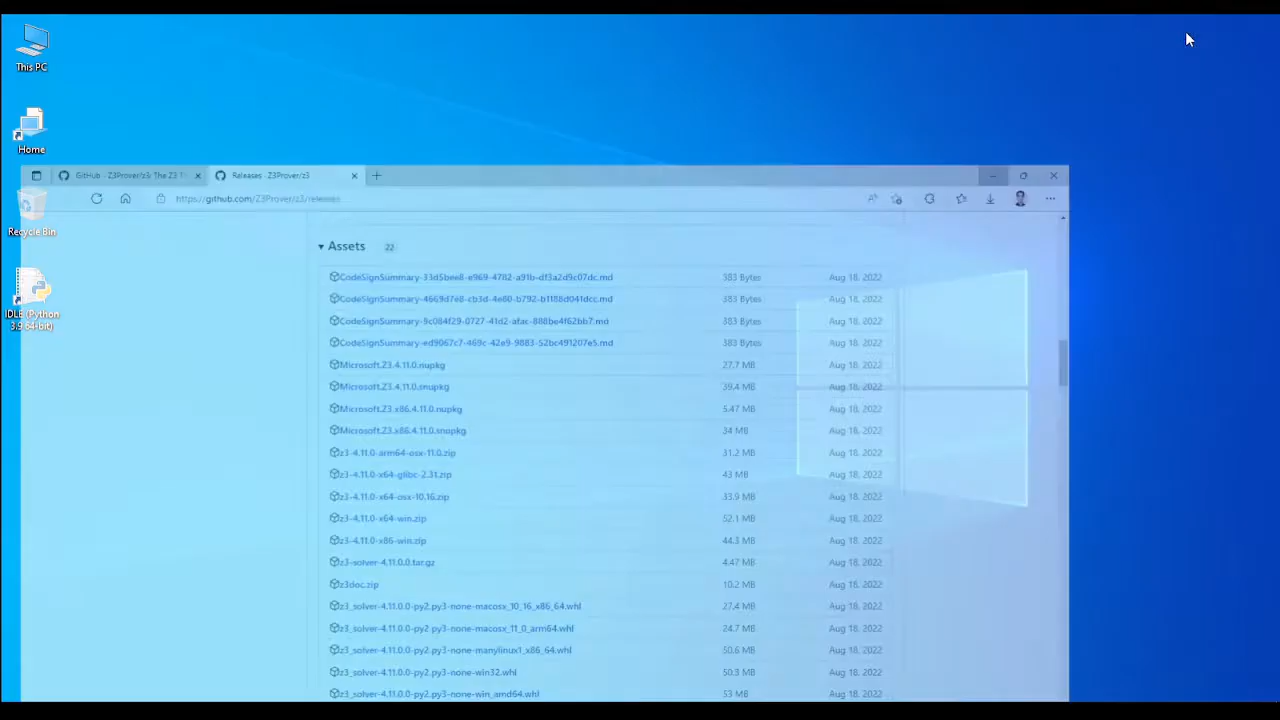 This PC
Home
Recycle Bin
IDLE (Python
3.9 64-bit)
GitHub - Z3Prover/z3: The Z3 T
Releases · Z3Prover/z3
https://github.com/Z3Prover/z3/releases
Assets 22
CodeSignSummary-33d5bee8-e969-4782-a91b-df3a2d9c07dc.md 383 Bytes Aug 18, 2022
CodeSignSummary-4669d7e8-cb3d-4e80-b792-b1188d041dcc.md 383 Bytes Aug 18, 2022
CodeSignSummary-9c084f29-0727-41d2-afac-888be4f62bb7.md 383 Bytes Aug 18, 2022
CodeSignSummary-ed9067c7-469c-42e9-9883-52bc491207e5.md 383 Bytes Aug 18, 2022
Microsoft.Z3.4.11.0.nupkg 27.7 MB Aug 18, 2022
Microsoft.Z3.4.11.0.snupkg 39.4 MB Aug 18, 2022
Microsoft.Z3.x86.4.11.0.nupkg 5.47 MB Aug 18, 2022
Microsoft.Z3.x86.4.11.0.snupkg 34 MB Aug 18, 2022
z3-4.11.0-arm64-osx-11.0.zip 31.2 MB Aug 18, 2022
z3-4.11.0-x64-glibc-2.31.zip 43 MB Aug 18, 2022
z3-4.11.0-x64-osx-10.16.zip 33.9 MB Aug 18, 2022
z3-4.11.0-x64-win.zip 52.1 MB Aug 18, 2022
z3-4.11.0-x86-win.zip 44.3 MB Aug 18, 2022
z3-solver-4.11.0.0.tar.gz 4.47 MB Aug 18, 2022
z3doc.zip 10.2 MB Aug 18, 2022
z3_solver-4.11.0.0-py2.py3-none-macosx_10_16_x86_64.whl 27.4 MB Aug 18, 2022
z3_solver-4.11.0.0-py2.py3-none-macosx_11_0_arm64.whl 24.7 MB Aug 18, 2022
z3_solver-4.11.0.0-py2.py3-none-manylinux1_x86_64.whl 50.6 MB Aug 18, 2022
z3_solver-4.11.0.0-py2.py3-none-win32.whl 50.3 MB Aug 18, 2022
z3_solver-4.11.0.0-py2.py3-none-win_amd64.whl 53 MB Aug 18, 2022